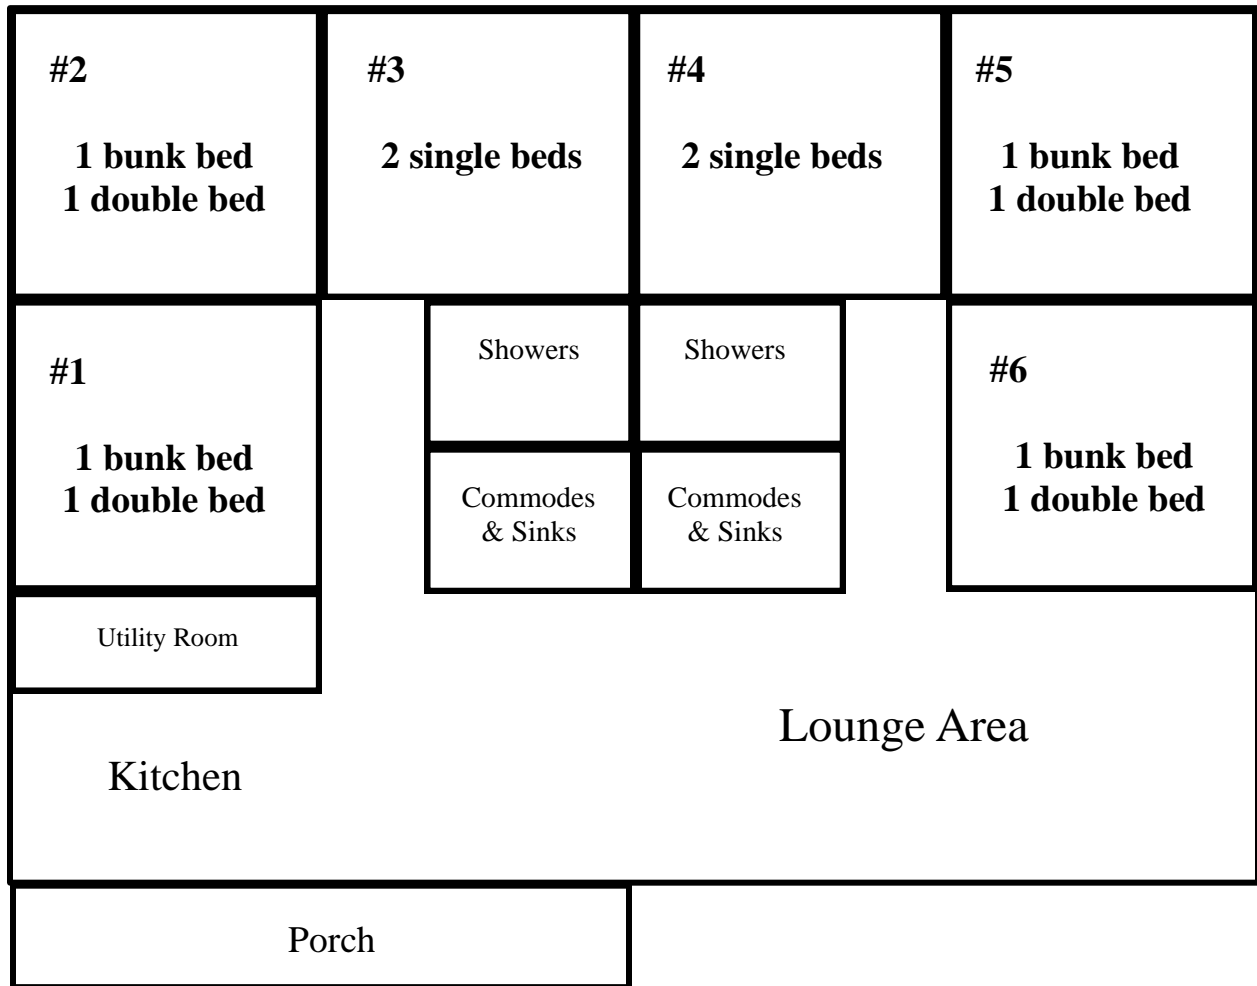 #2
1 bunk bed
1 double bed
#3
2 single beds
#4
2 single beds
#5
1 bunk bed
1 double bed
#1
1 bunk bed
1 double bed
Showers
Showers
Commodes
& Sinks
Commodes
& Sinks
#6
1 bunk bed
1 double bed
Utility Room
Lounge Area
Kitchen
Porch